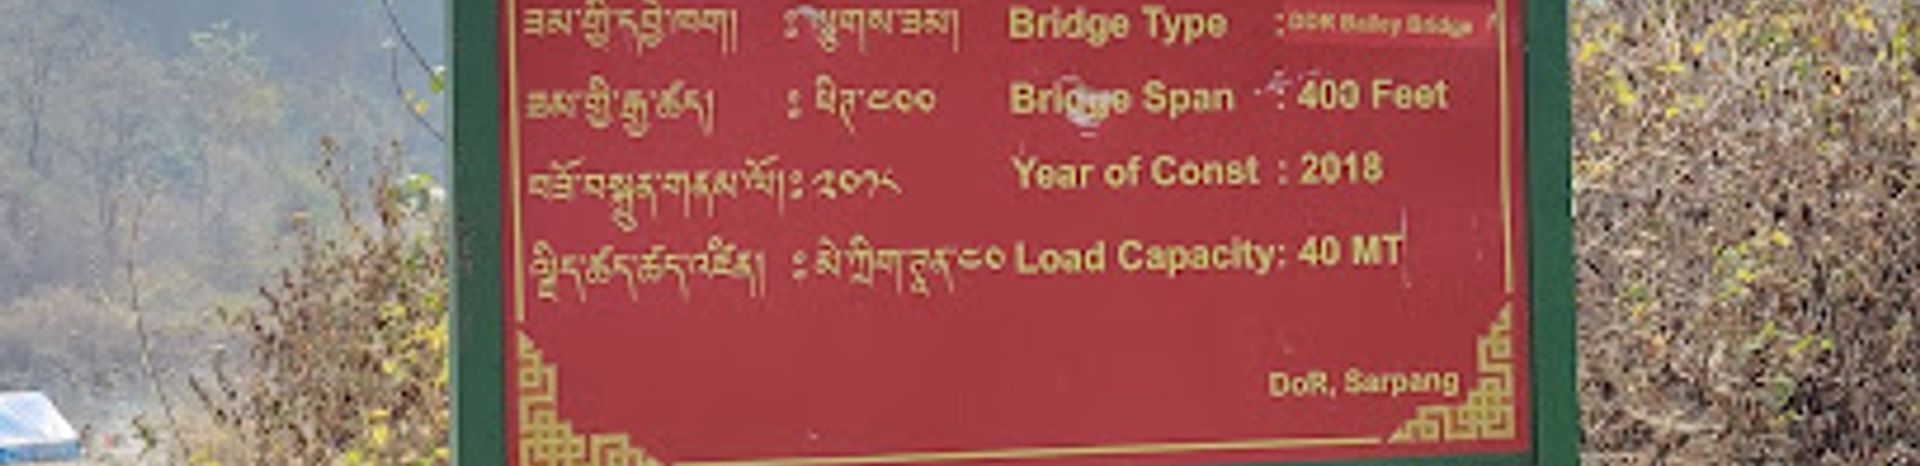 ཟམ་གྱི་དབྱེ་ཁག། : ལྕགས་ཟམ། Bridge Type : DDR Bailey Bridge
ཟམ་གྱི་རྒྱ་ཚད། : ཕིཊ་༤༠༠ Bridge Span : 400 Feet
བཟོ་བསྐྲུན་གནམ་ལོ། : ༢༠༡༨ Year of Const : 2018
ལྗིད་ཚད་ཚད་འཛིན། : མེ་ཀྲིག་ཊཱན་༤༠ Load Capacity: 40 MT
DoR, Sarpang